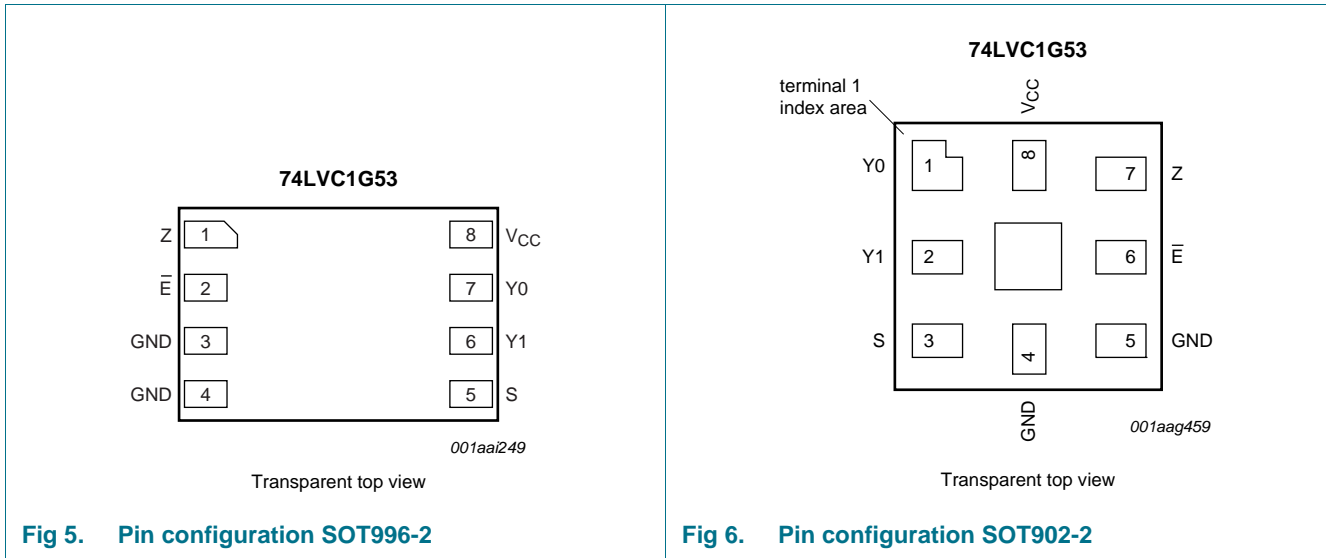 74LVC1G53
Z 1 8 VCC
E̅ 2 7 Y0
GND 3 6 Y1
GND 4 5 S
001aai249
Transparent top view
Fig 5. Pin configuration SOT996-2
74LVC1G53
terminal 1
index area
VCC
Y0 1 8 7 Z
Y1 2 6 E̅
S 3 4 5 GND
GND
001aag459
Transparent top view
Fig 6. Pin configuration SOT902-2